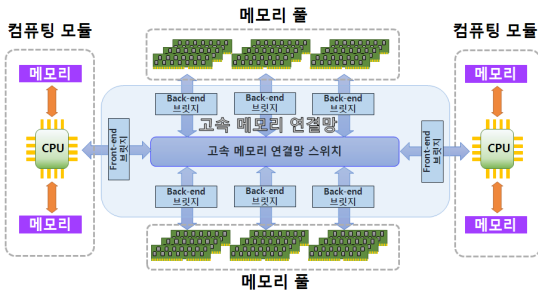 메모리 풀
컴퓨팅 모듈
컴퓨팅 모듈
메모리
메모리
Back-end
브릿지
Back-end
브릿지
Back-end
브릿지
고속 메모리 연결망
CPU
Front-end
브릿지
고속 메모리 연결망 스위치
Front-end
브릿지
CPU
Back-end
브릿지
Back-end
브릿지
Back-end
브릿지
메모리
메모리
메모리 풀